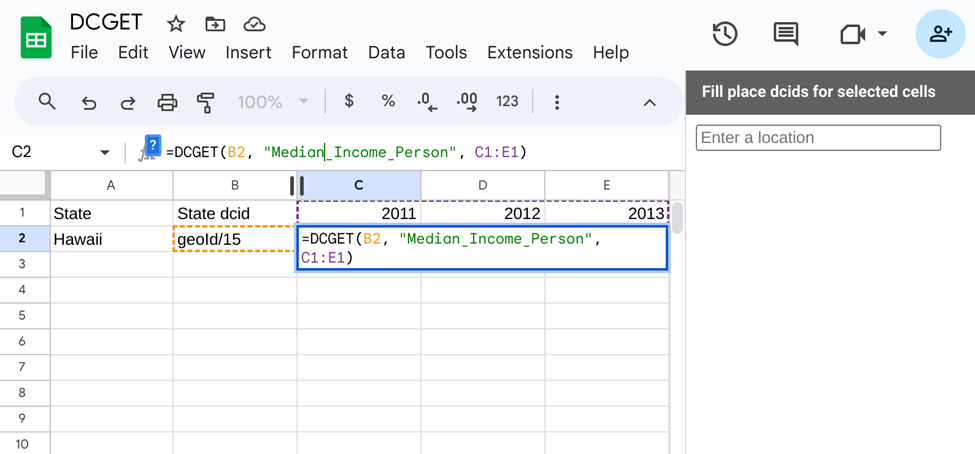 DCGET
File Edit View Insert Format Data Tools Extensions Help
100% $ % .0 .00 123
Fill place dcids for selected cells
Enter a location
C2 ? =DCGET(B2, "Median_Income_Person", C1:E1)
A B C D E
1 State State dcid 2011 2012 2013
2 Hawaii geoId/15 =DCGET(B2, "Median_Income_Person",
C1:E1)
3
4
5
6
7
8
9
10